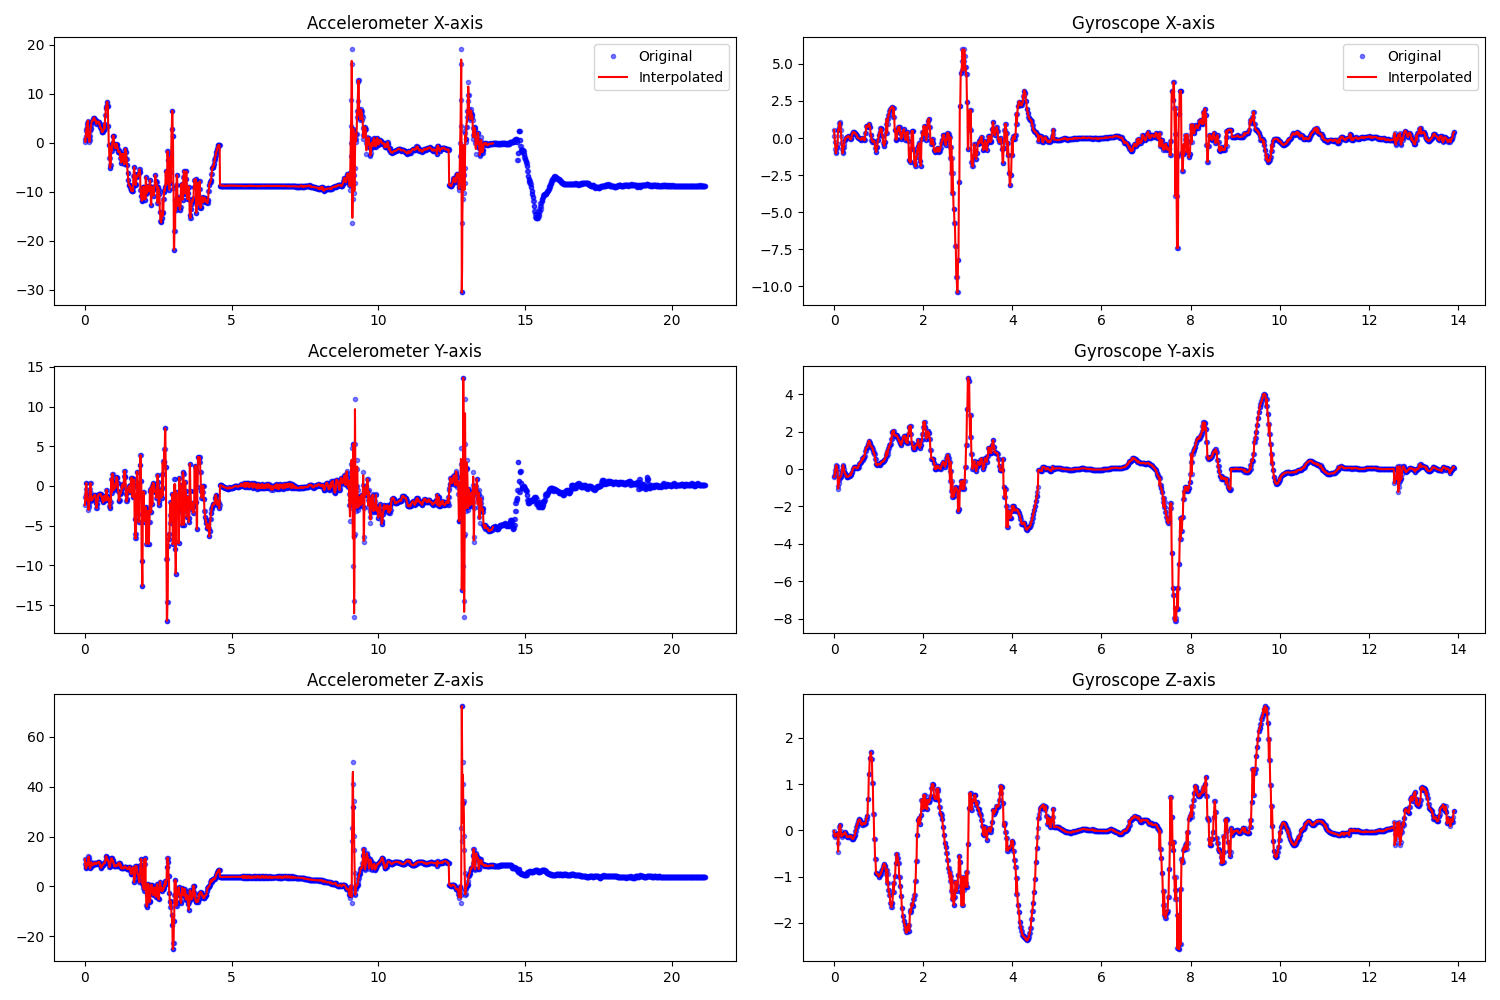 Accelerometer X-axis
20
10
0
−10
−20
−30
0 5 10 15 20
Original
Interpolated
Gyroscope X-axis
5.0
2.5
0.0
−2.5
−5.0
−7.5
−10.0
0 2 4 6 8 10 12 14
Original
Interpolated
Accelerometer Y-axis
15
10
5
0
−5
−10
−15
0 5 10 15 20
Gyroscope Y-axis
4
2
0
−2
−4
−6
−8
0 2 4 6 8 10 12 14
Accelerometer Z-axis
60
40
20
0
−20
0 5 10 15 20
Gyroscope Z-axis
2
1
0
−1
−2
0 2 4 6 8 10 12 14